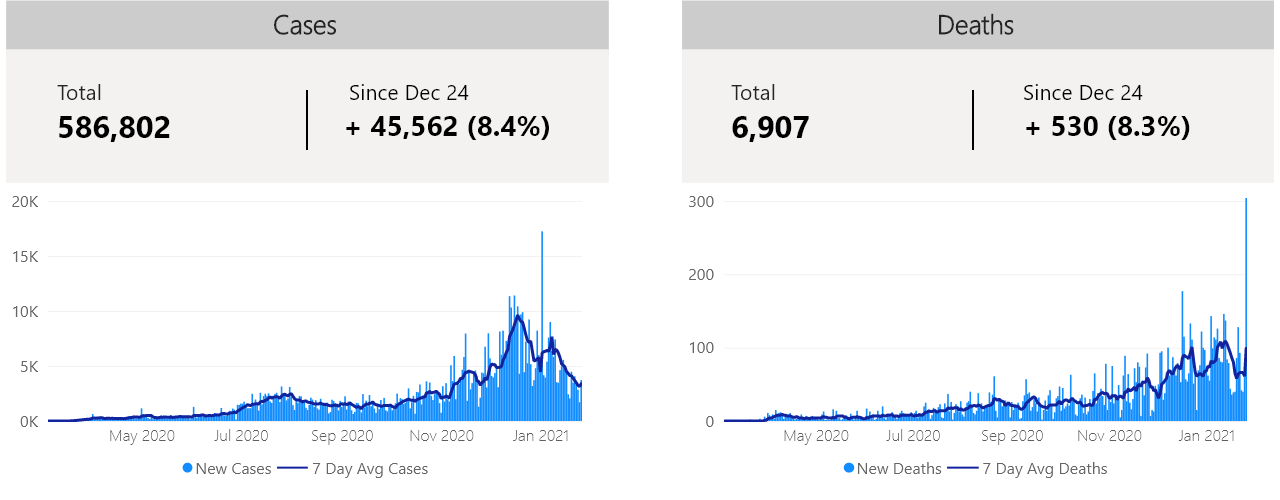 Cases
Total
586,802
Since Dec 24
+ 45,562 (8.4%)
20K
15K
10K
5K
0K
May 2020 Jul 2020 Sep 2020 Nov 2020 Jan 2021
New Cases 7 Day Avg Cases
Deaths
Total
6,907
Since Dec 24
+ 530 (8.3%)
300
200
100
0
May 2020 Jul 2020 Sep 2020 Nov 2020 Jan 2021
New Deaths 7 Day Avg Deaths